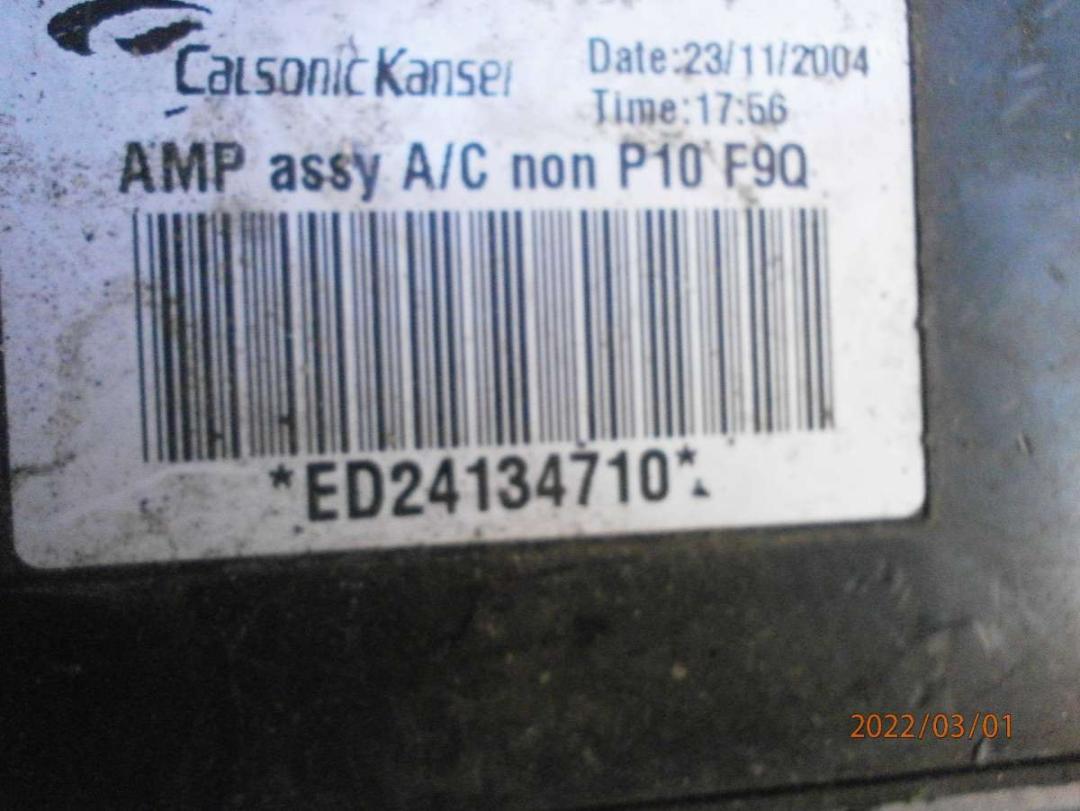 CalsonicKansei
Date:23/11/2004
Time:17:56
AMP assy A/C non P10 F9Q
*ED24134710*
2022/03/01